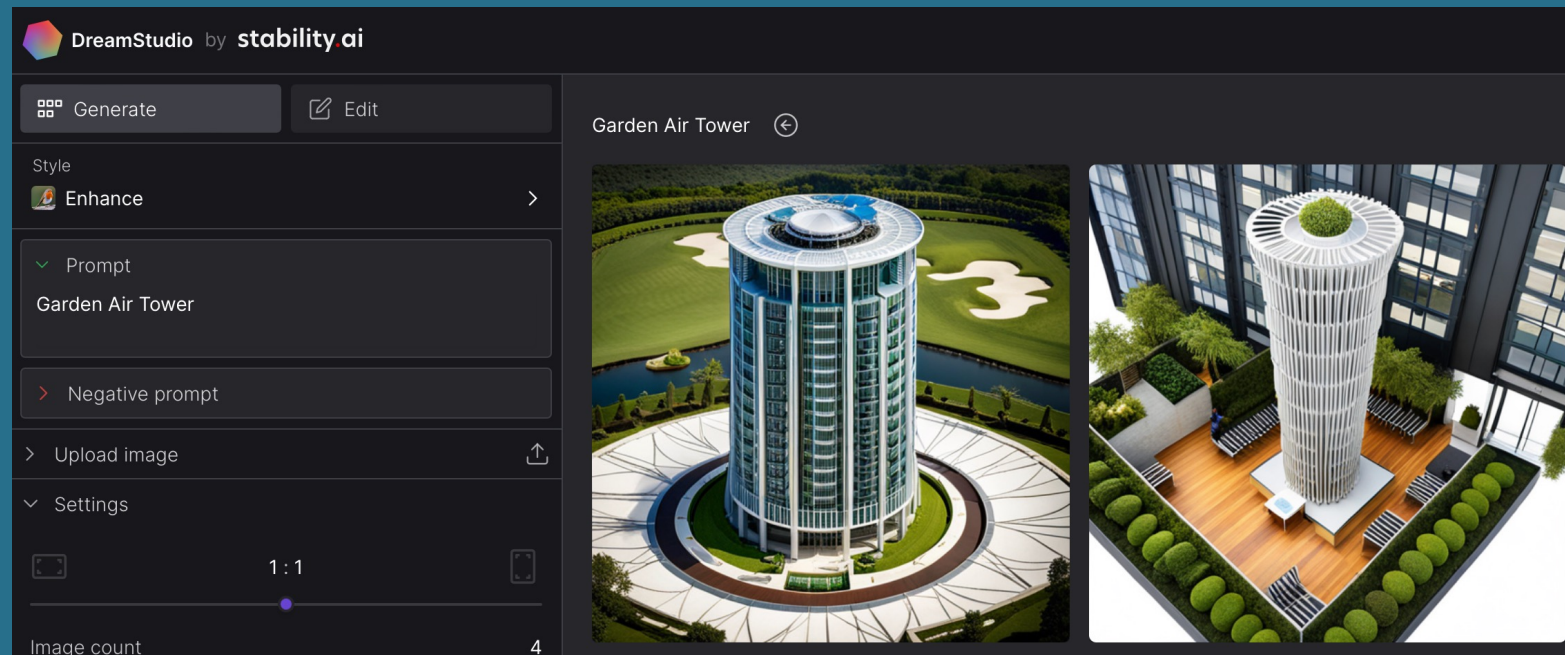 DreamStudio by stability.ai
Generate
Edit
Style
Enhance
Prompt
Garden Air Tower
Negative prompt
Upload image
Settings
1 : 1
Image count 4
Garden Air Tower